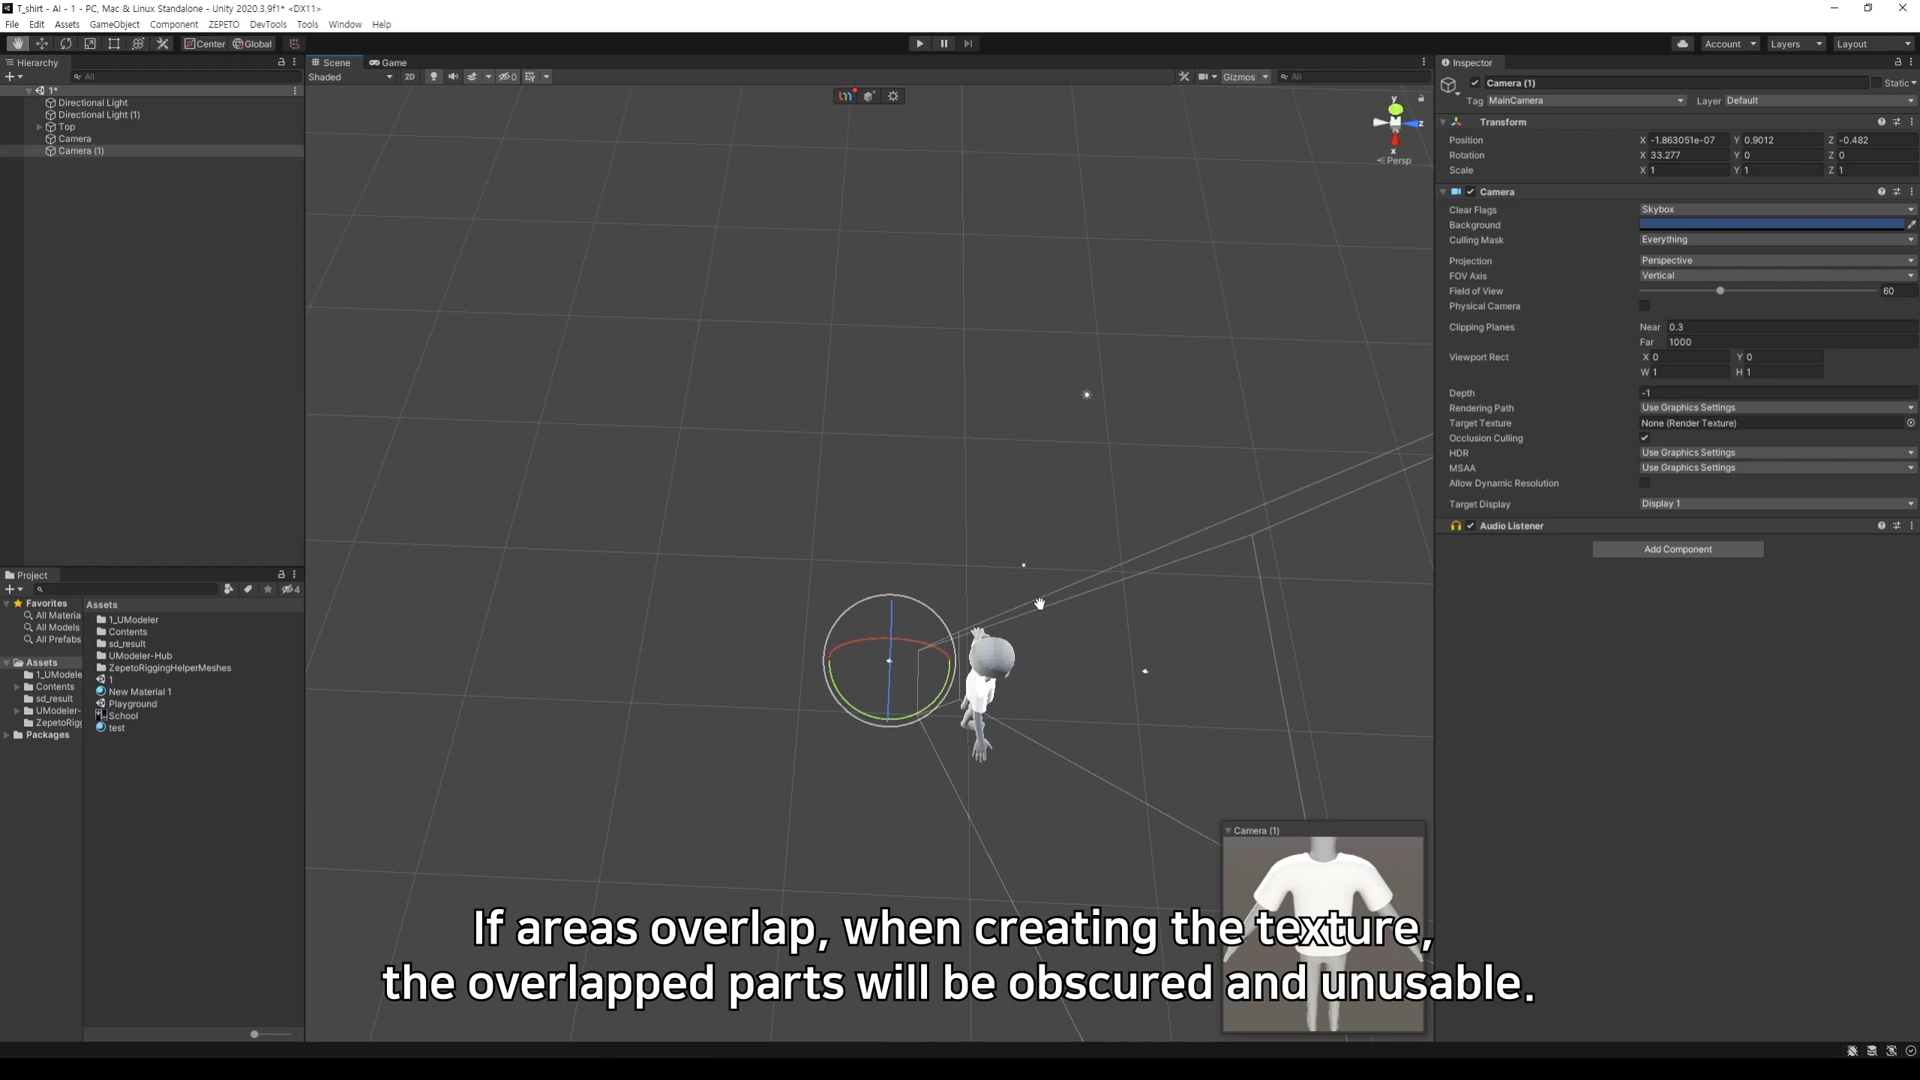 T_shirt - AI - 1 - PC, Mac & Linux Standalone - Unity 2020.3.9f1* <DX11>
File Edit Assets GameObject Component ZEPETO DevTools Tools Window Help
Center Global Account Layers Layout
Hierarchy
All
1*
Directional Light
Directional Light (1)
Top
Camera
Camera (1)
Scene Game
Shaded 2D 0 Gizmos All
y
z
x
Persp
Project
4
Favorites
All Materia
All Models
All Prefabs
Assets
1_UModele
Contents
sd_result
UModeler-
ZepetoRigg
Packages
Assets
1_UModeler
Contents
sd_result
UModeler-Hub
ZepetoRiggingHelperMeshes
1
New Material 1
Playground
School
test
Inspector
Camera (1) Static
Tag MainCamera Layer Default
Transform
Position X -1.863051e-07 Y 0.9012 Z -0.482
Rotation X 33.277 Y 0 Z 0
Scale X 1 Y 1 Z 1
Camera
Clear Flags Skybox
Background
Culling Mask Everything
Projection Perspective
FOV Axis Vertical
Field of View 60
Physical Camera
Clipping Planes Near 0.3
Far 1000
Viewport Rect X 0 Y 0
W 1 H 1
Depth -1
Rendering Path Use Graphics Settings
Target Texture None (Render Texture)
Occlusion Culling
HDR Use Graphics Settings
MSAA Use Graphics Settings
Allow Dynamic Resolution
Target Display Display 1
Audio Listener
Add Component
Camera (1)
If areas overlap, when creating the texture,
the overlapped parts will be obscured and unusable.